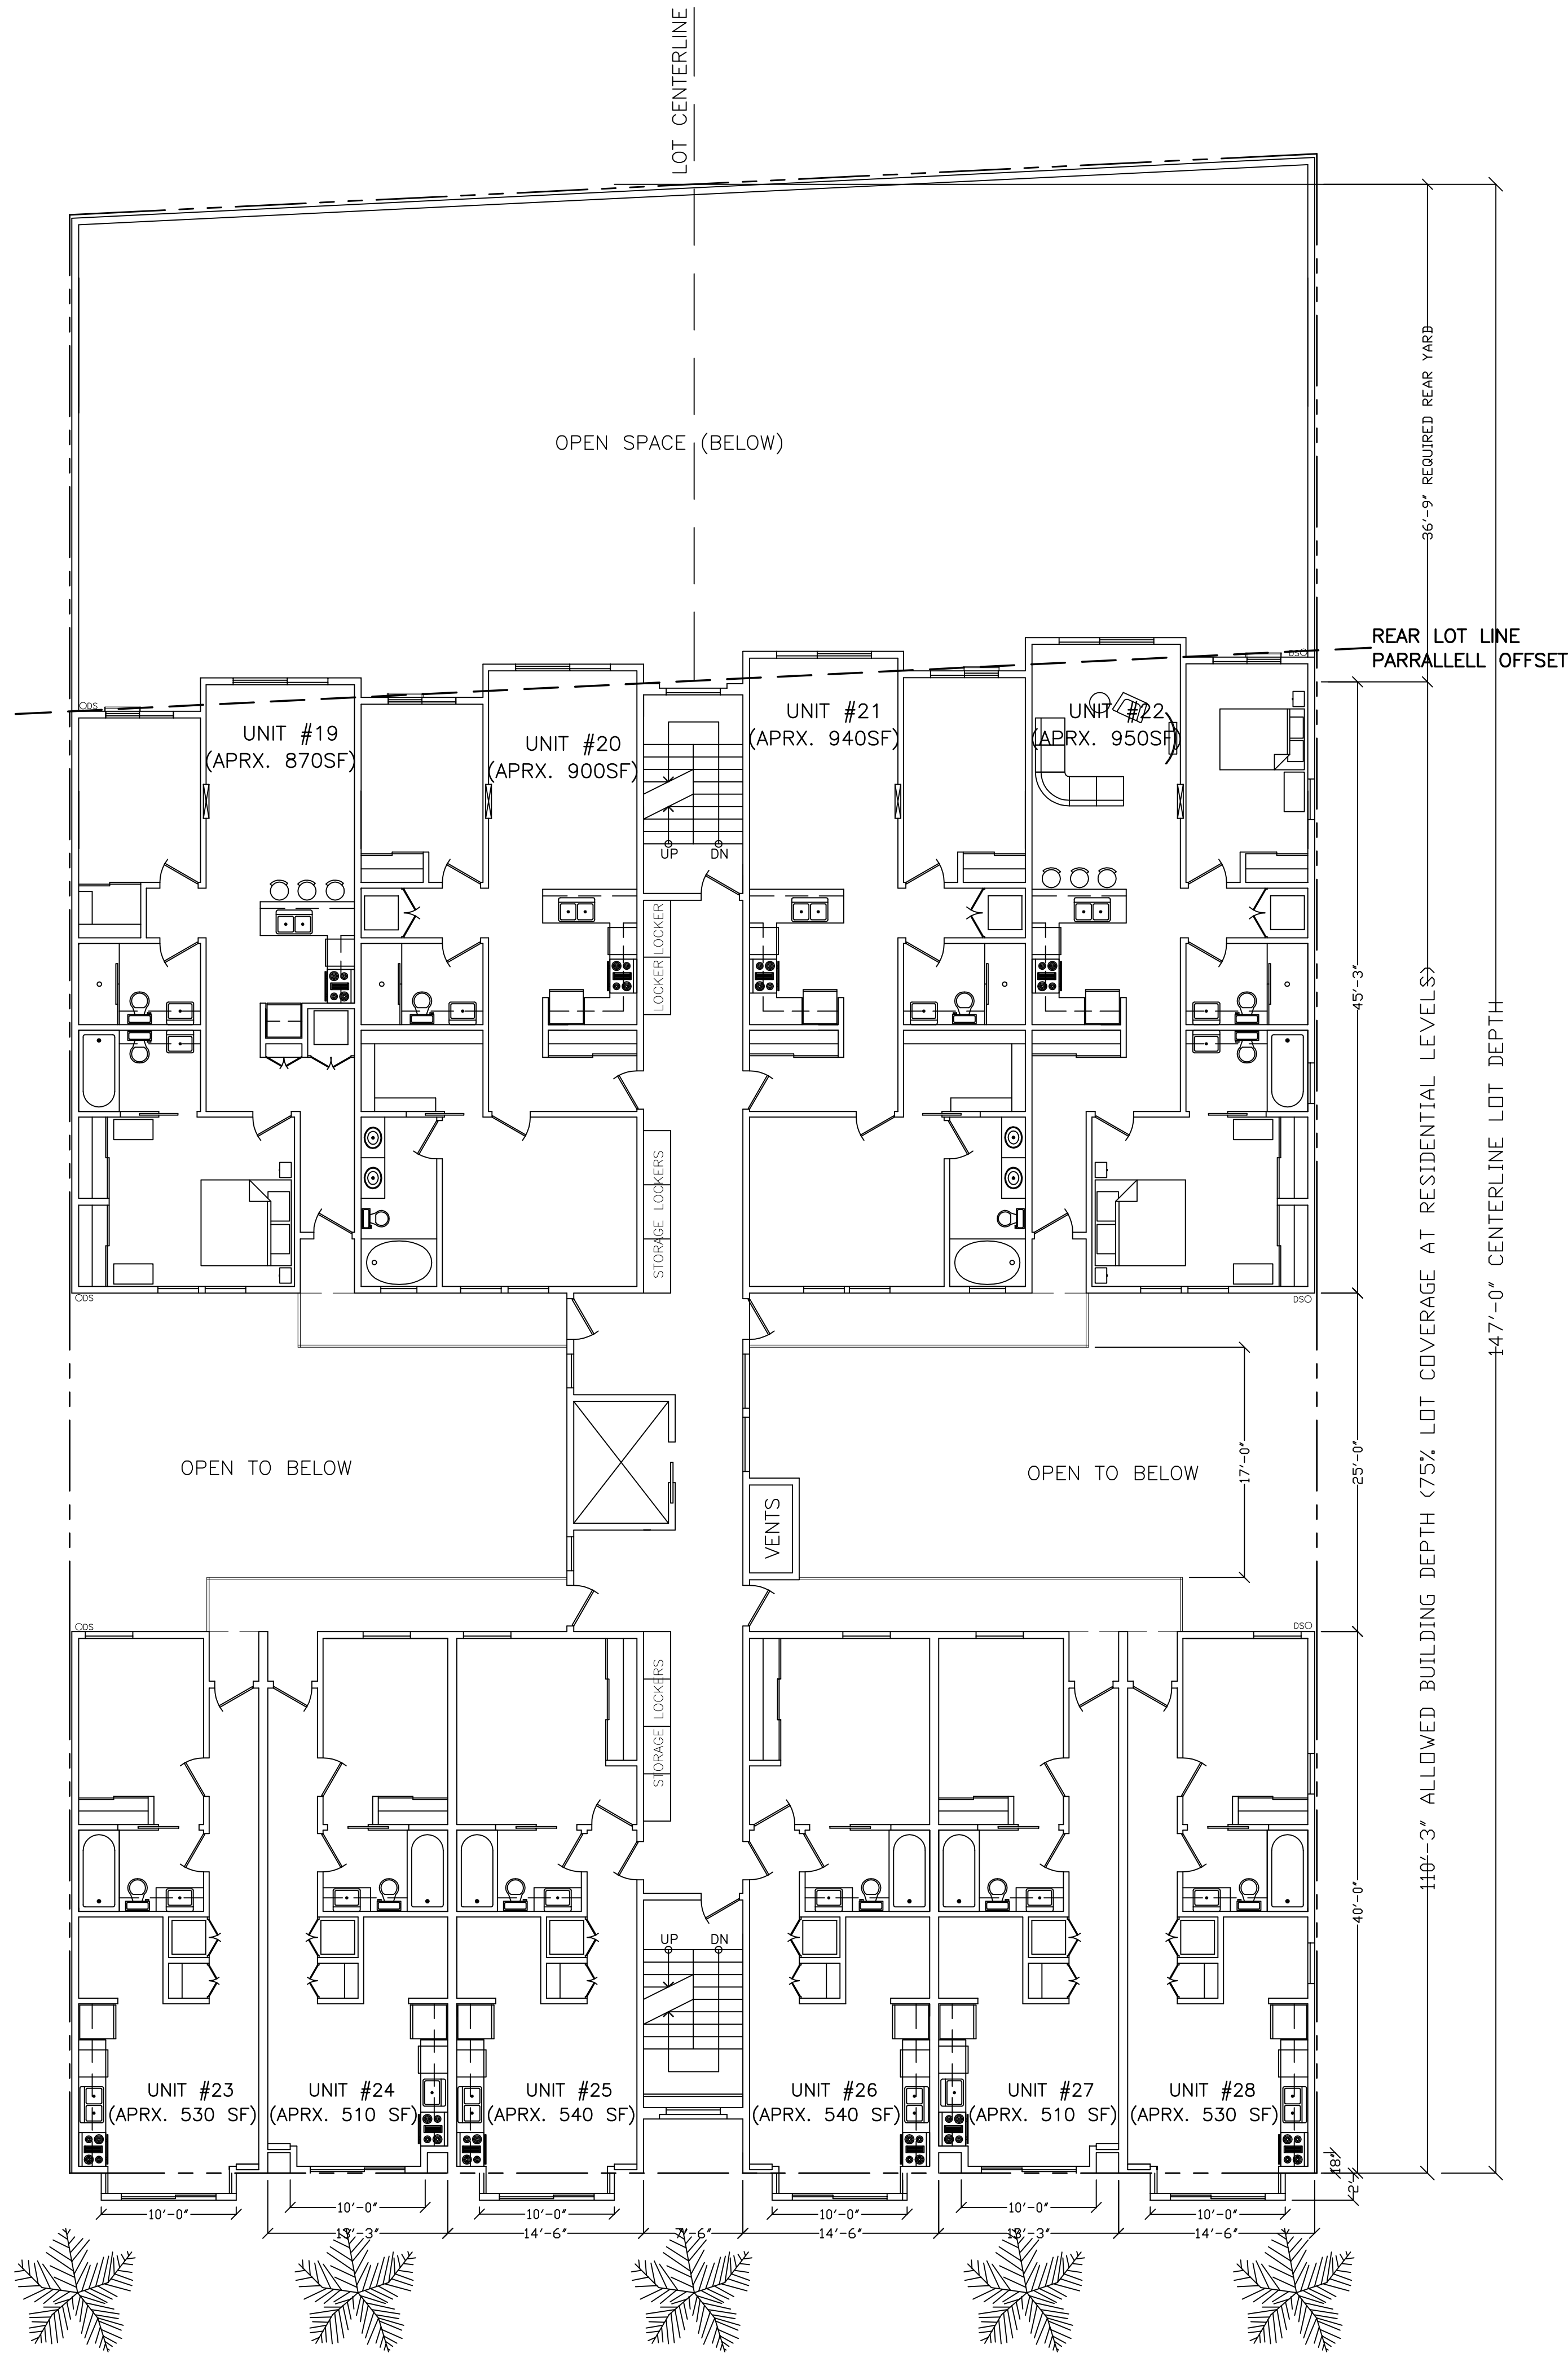 LOT CENTERLINE
OPEN SPACE (BELOW)
36'-9" REQUIRED REAR YARD
REAR LOT LINE
PARRALLELL OFFSET
DS
DS
UNIT #19
(APRX. 870SF)
UNIT #20
(APRX. 900SF)
UNIT #21
(APRX. 940SF)
UNIT #22
(APRX. 950SF)
UP
DN
LOCKER
LOCKER
STORAGE LOCKERS
45'-3"
110'-3" ALLOWED BUILDING DEPTH (75% LOT COVERAGE AT RESIDENTIAL LEVELS)
147'-0" CENTERLINE LOT DEPTH
DS
DS
OPEN TO BELOW
OPEN TO BELOW
17'-0"
25'-0"
VENTS
DS
DS
STORAGE LOCKERS
40'-0"
UP
DN
UNIT #23
(APRX. 530 SF)
UNIT #24
(APRX. 510 SF)
UNIT #25
(APRX. 540 SF)
UNIT #26
(APRX. 540 SF)
UNIT #27
(APRX. 510 SF)
UNIT #28
(APRX. 530 SF)
18"
2'
10'-0"
10'-0"
10'-0"
10'-0"
10'-0"
10'-0"
13'-3"
14'-6"
7'-6"
14'-6"
13'-3"
14'-6"